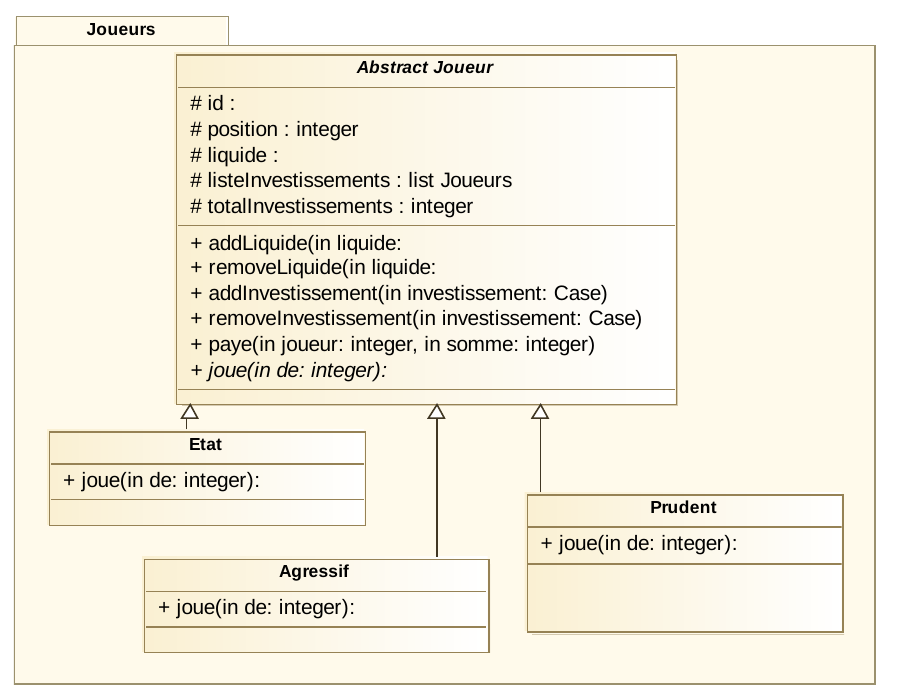 Joueurs
Abstract Joueur
# id :
# position : integer
# liquide :
# listeInvestissements : list Joueurs
# totalInvestissements : integer
+ addLiquide(in liquide:
+ removeLiquide(in liquide:
+ addInvestissement(in investissement: Case)
+ removeInvestissement(in investissement: Case)
+ paye(in joueur: integer, in somme: integer)
+ joue(in de: integer):
Etat
+ joue(in de: integer):
Prudent
+ joue(in de: integer):
Agressif
+ joue(in de: integer):